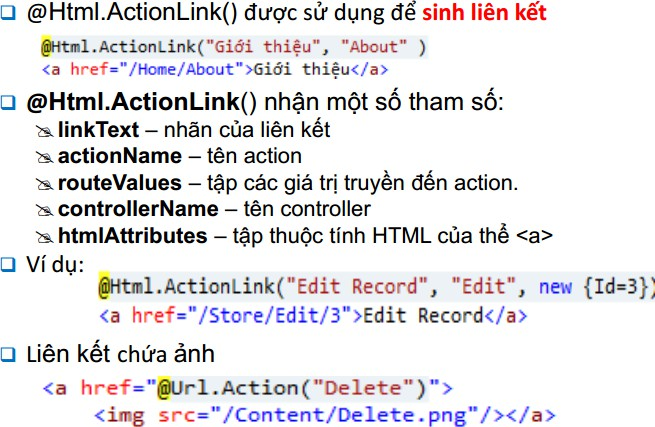 @Html.ActionLink() được sử dụng để sinh liên kết
@Html.ActionLink("Giới thiệu", "About" )
<a href="/Home/About">Giới thiệu</a>
@Html.ActionLink() nhận một số tham số:
linkText – nhãn của liên kết
actionName – tên action
routeValues – tập các giá trị truyền đến action.
controllerName – tên controller
htmlAttributes – tập thuộc tính HTML của thể <a>
Ví dụ:
@Html.ActionLink("Edit Record", "Edit", new {Id=3})
<a href="/Store/Edit/3">Edit Record</a>
Liên kết chứa ảnh
<a href="@Url.Action("Delete")">
<img src="/Content/Delete.png"/></a>